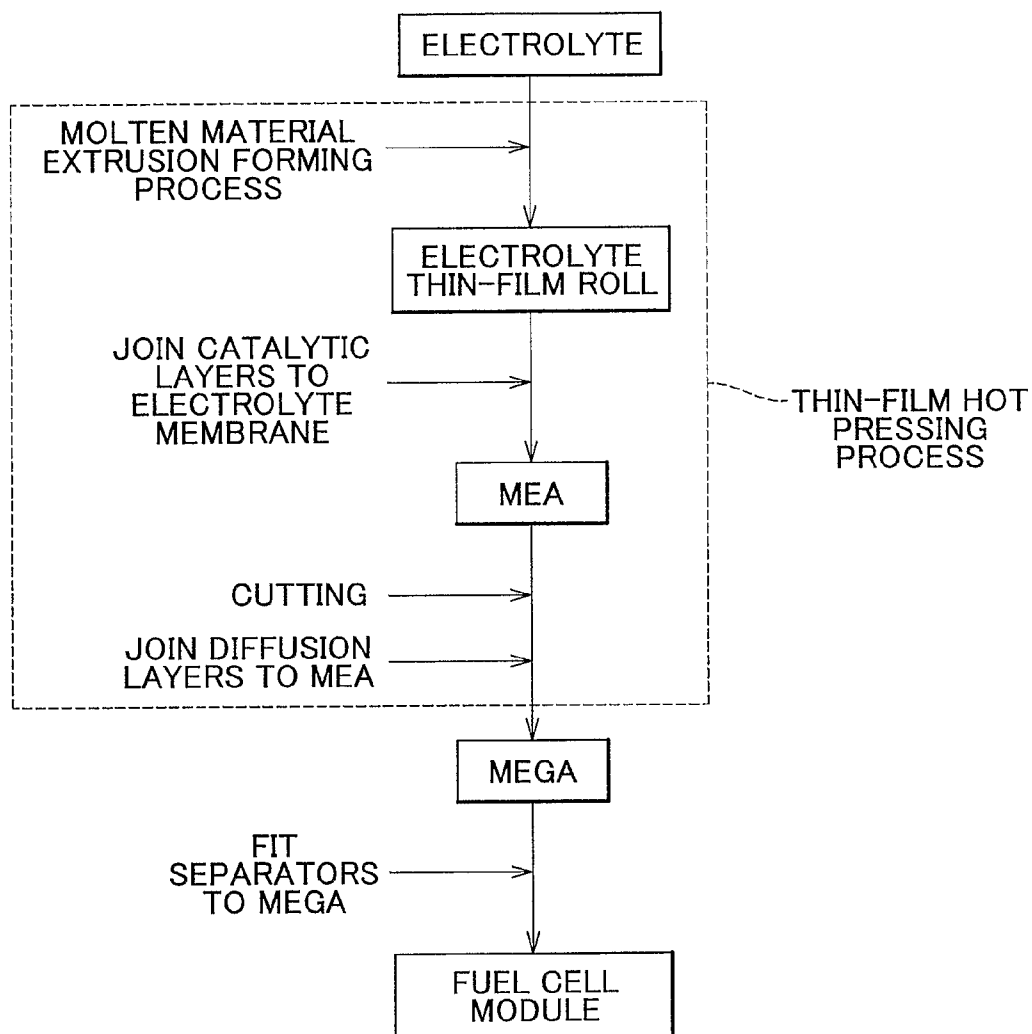 ELECTROLYTE
MOLTEN MATERIAL
EXTRUSION FORMING
PROCESS
ELECTROLYTE
THIN-FILM ROLL
JOIN CATALYTIC
LAYERS TO
ELECTROLYTE
MEMBRANE
THIN-FILM HOT
PRESSING
PROCESS
MEA
CUTTING
JOIN DIFFUSION
LAYERS TO MEA
MEGA
FIT
SEPARATORS
TO MEGA
FUEL CELL
MODULE